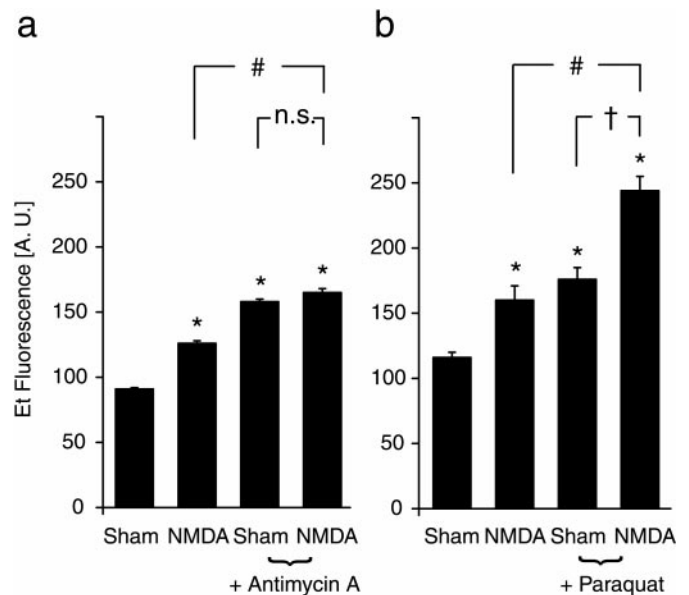 a
b
#
#
n.s.
†
Et Fluorescence [A. U.]
250
200
150
100
50
0
*
*
*
Sham NMDA Sham NMDA
+ Antimycin A
250
200
150
100
50
0
*
*
*
Sham NMDA Sham NMDA
+ Paraquat